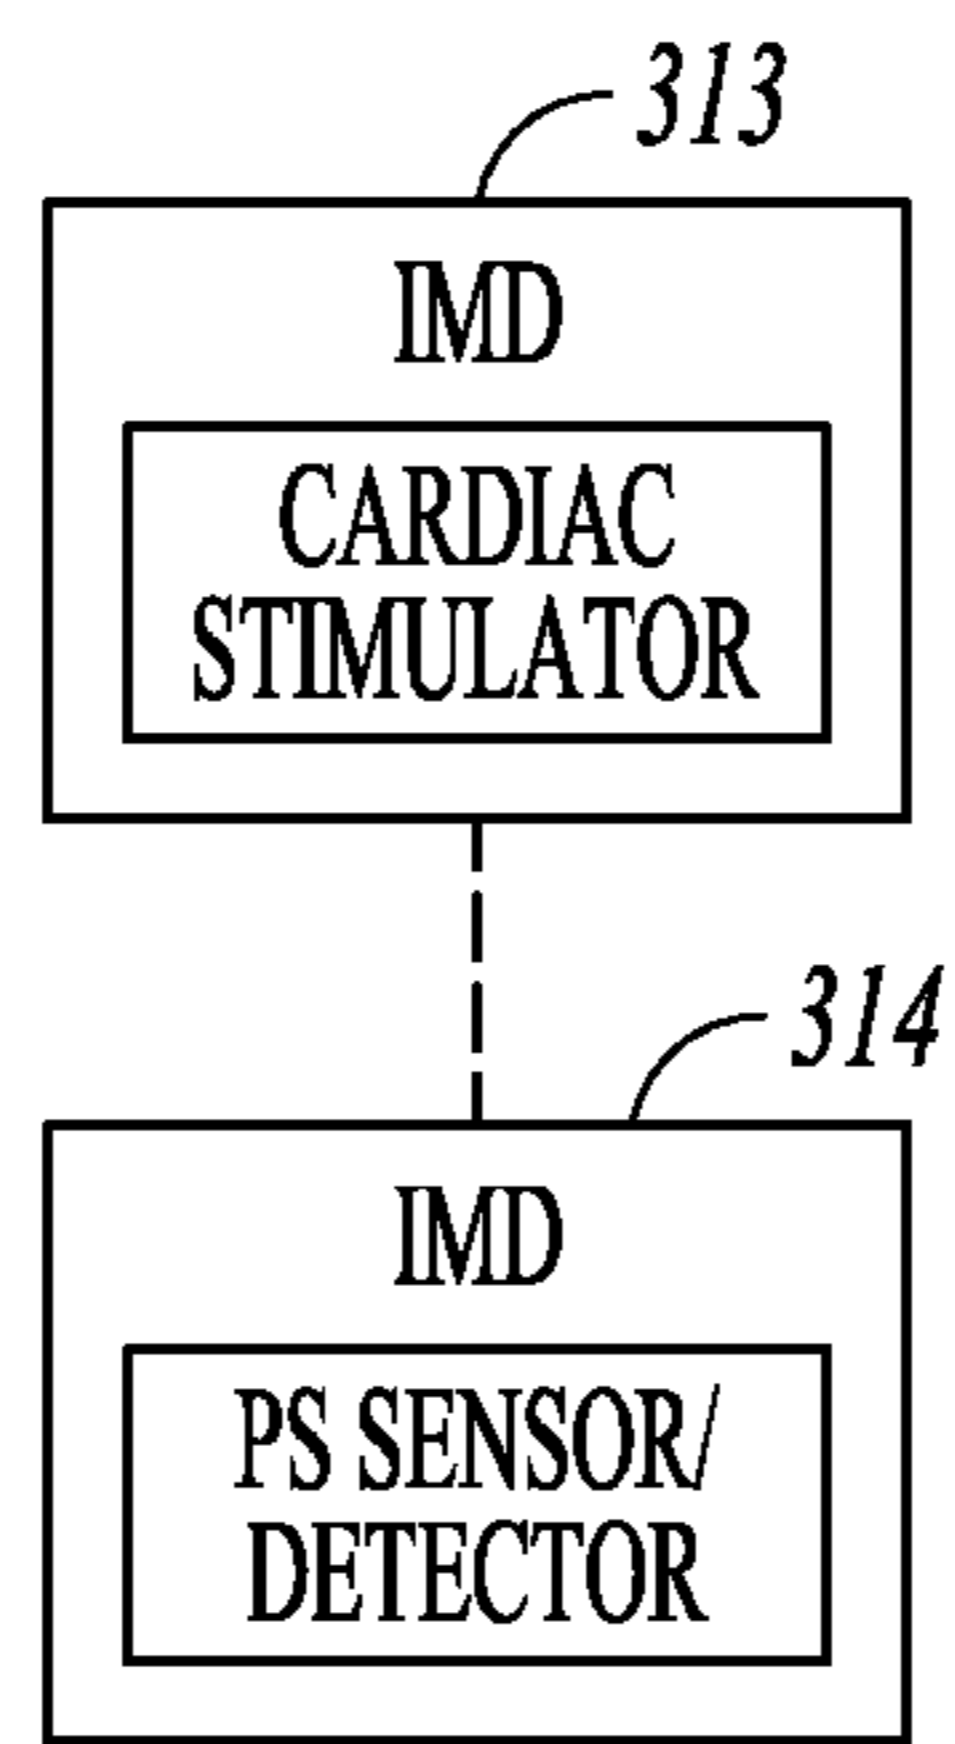 313
IMD
CARDIAC
STIMULATOR
314
IMD
PS SENSOR/
DETECTOR